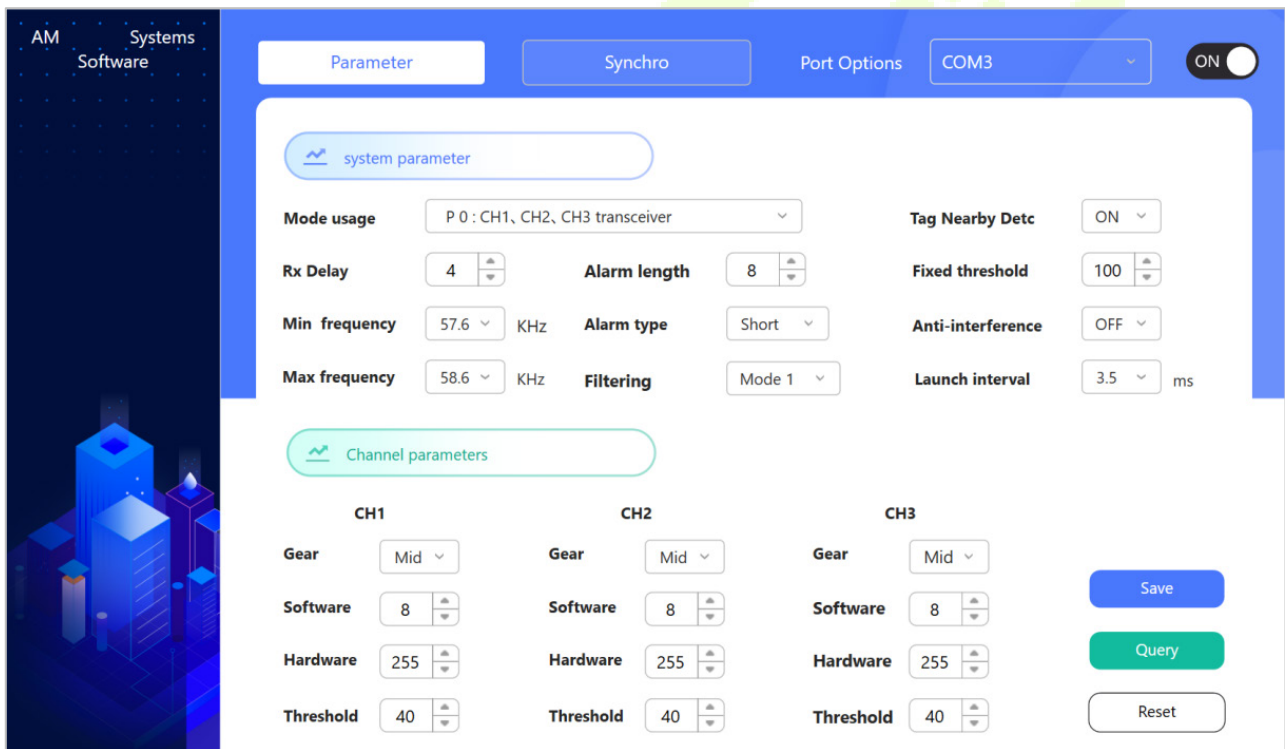 AM Systems
Software
Parameter Synchro Port Options COM3 ON
system parameter
Mode usage P 0 : CH1、CH2、CH3 transceiver Tag Nearby Detc ON
Rx Delay 4 Alarm length 8 Fixed threshold 100
Min frequency 57.6 KHz Alarm type Short Anti-interference OFF
Max frequency 58.6 KHz Filtering Mode 1 Launch interval 3.5 ms
Channel parameters
CH1 CH2 CH3
Gear Mid Gear Mid Gear Mid
Software 8 Software 8 Software 8
Save
Hardware 255 Hardware 255 Hardware 255
Query
Threshold 40 Threshold 40 Threshold 40
Reset